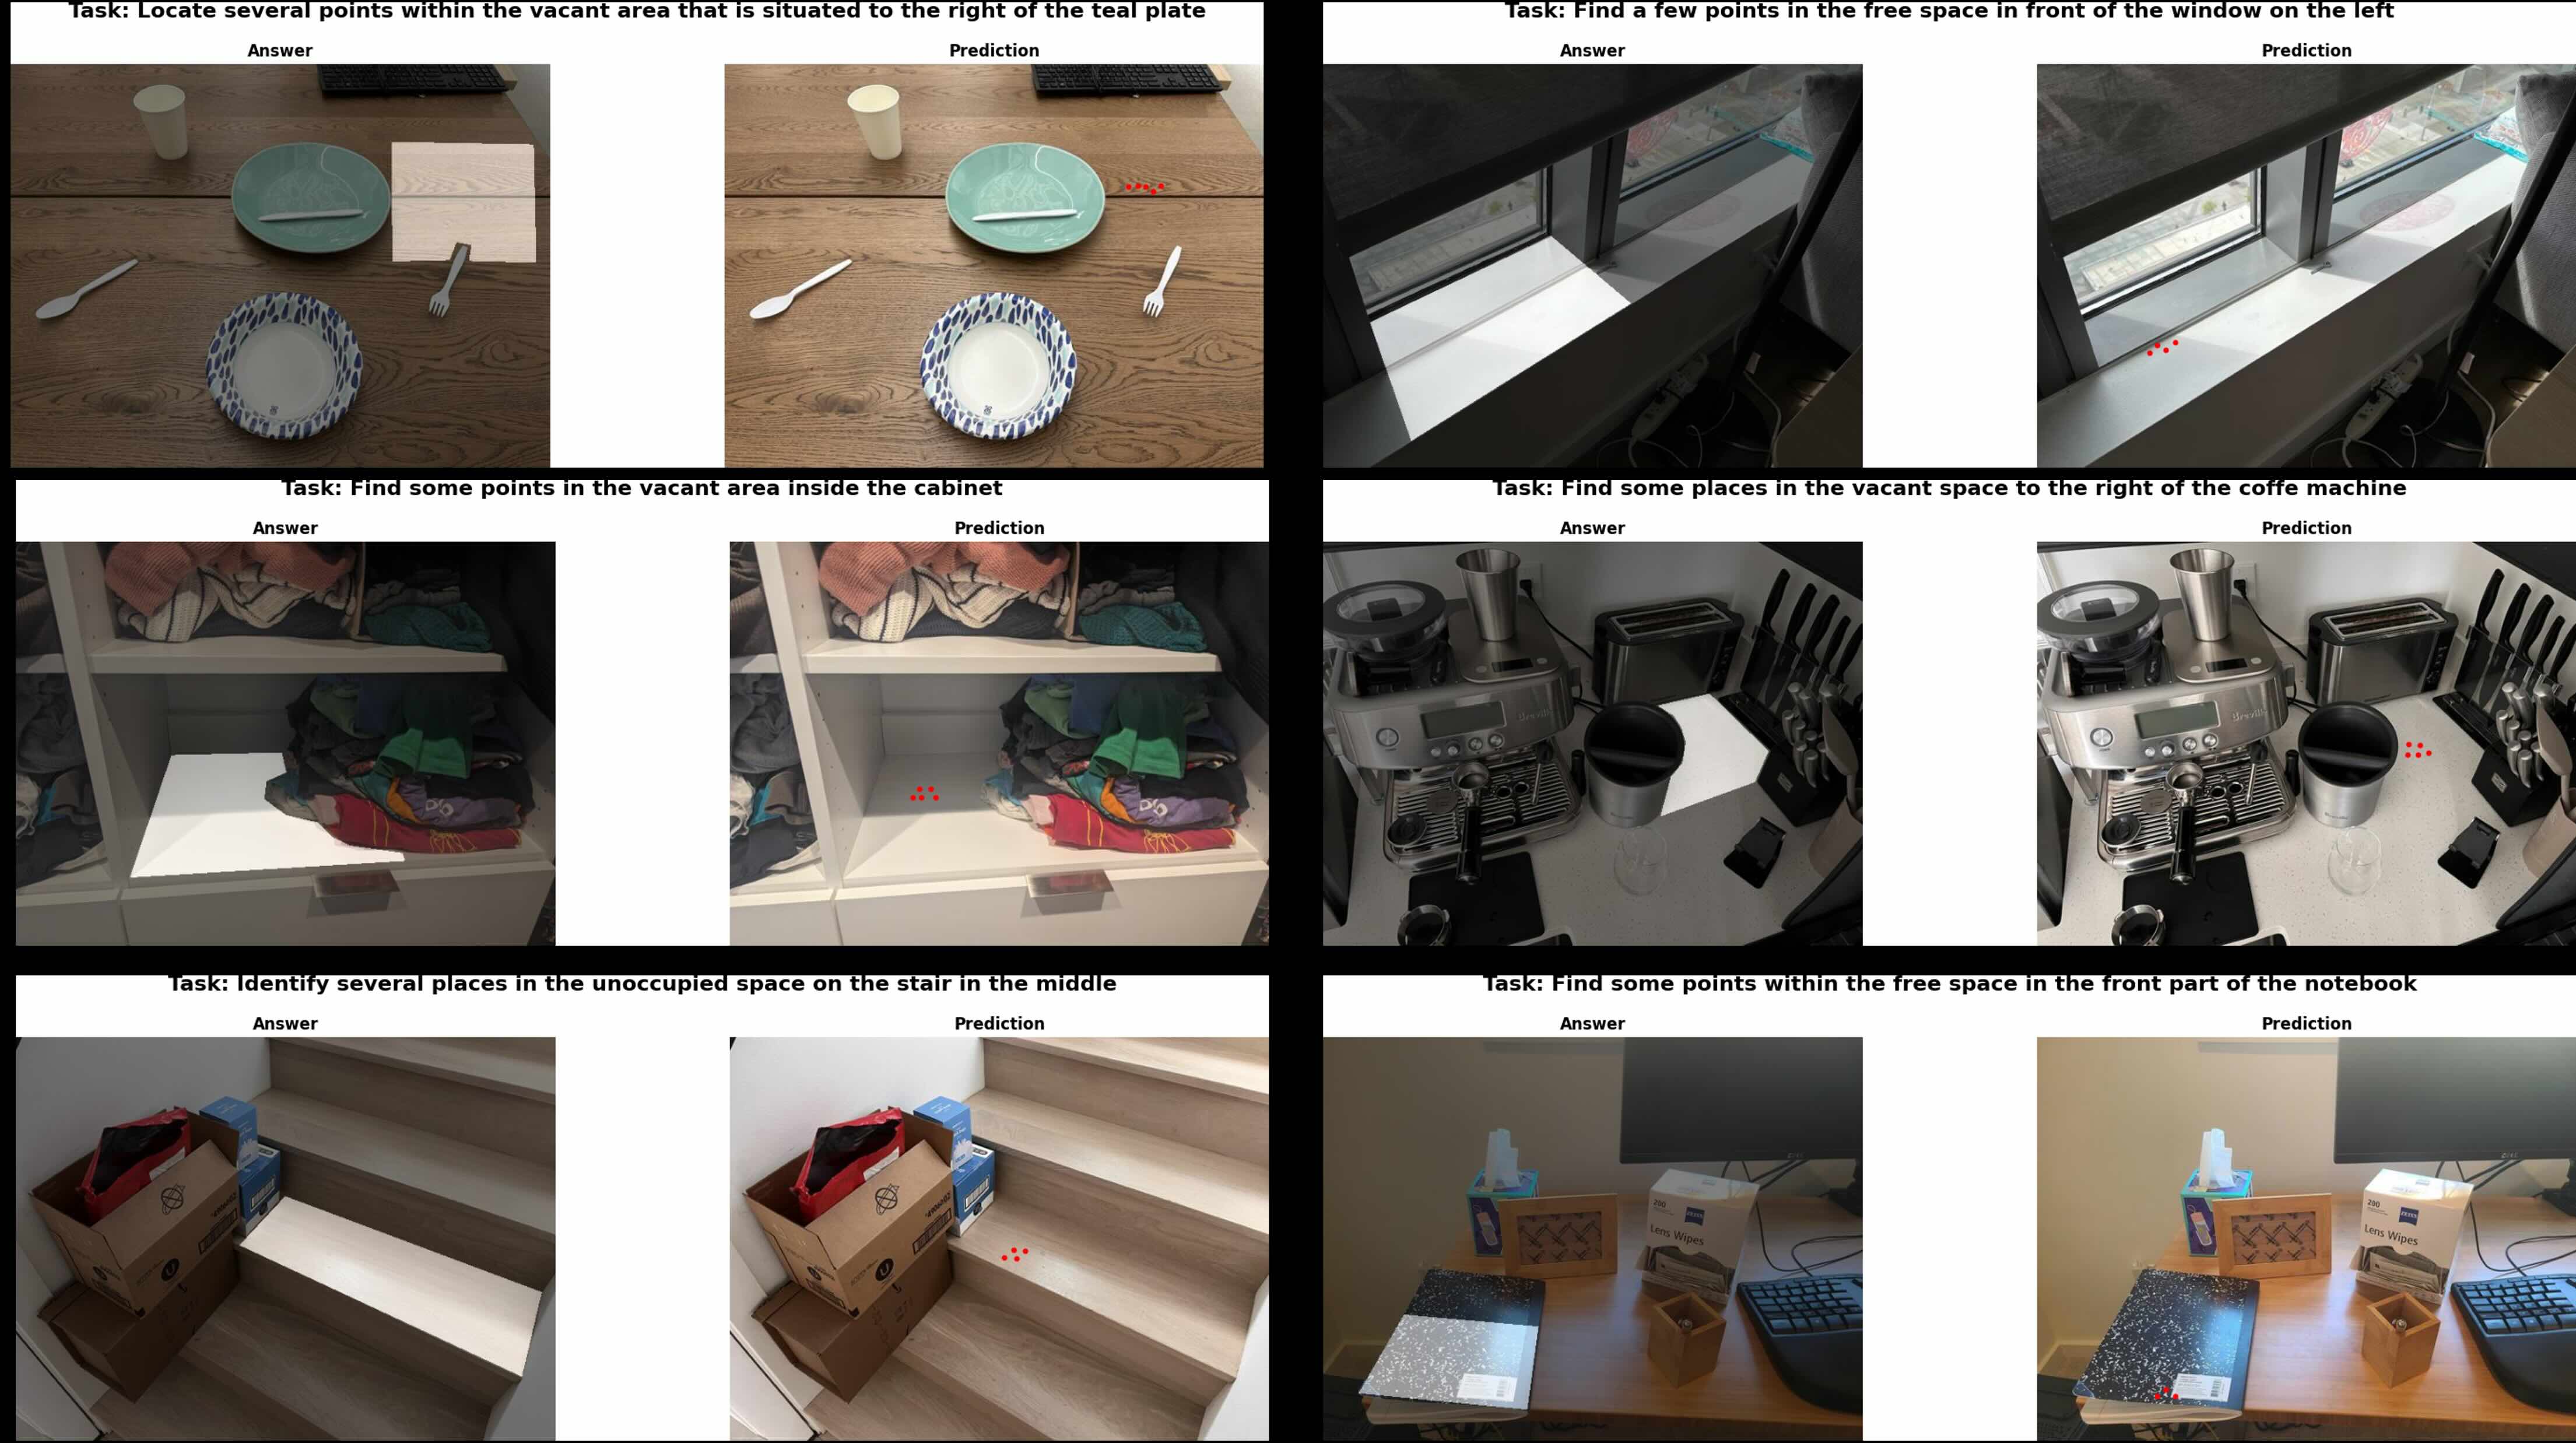 Task: Locate several points within the vacant area that is situated to the right of the teal plate
Answer
Prediction
Task: Find a few points in the free space in front of the window on the left
Answer
Prediction
Task: Find some points in the vacant area inside the cabinet
Answer
Prediction
Task: Find some places in the vacant space to the right of the coffe machine
Answer
Prediction
Breville
Task: Identify several places in the unoccupied space on the stair in the middle
Answer
Prediction
Task: Find some points within the free space in the front part of the notebook
Answer
Prediction
200
ZEISS
Lens Wipes
200
ZEISS
Lens Wipes